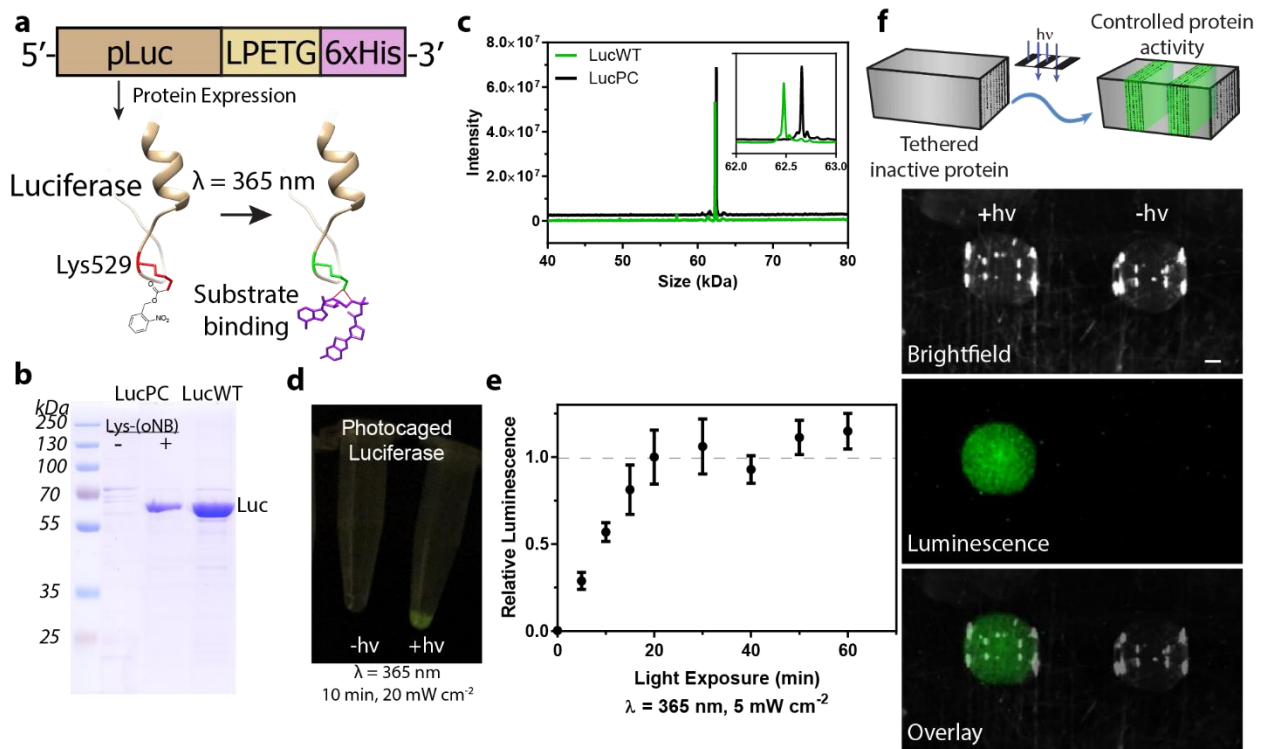 a
5'-
pLuc
LPETG
6xHis
-3'
Protein Expression
Luciferase
λ = 365 nm
Lys529
O
O
NO₂
Substrate
binding
b
LucPC LucWT
kDa
Lys-(oNB)
- +
250
130
100
70
55
35
25
Luc
c
LucWT
LucPC
Intensity
8.0×10⁷
6.0×10⁷
4.0×10⁷
2.0×10⁷
0
40 50 60 70 80
Size (kDa)
62.0 62.5 63.0
d
Photocaged
Luciferase
-hv +hv
λ = 365 nm
10 min, 20 mW cm⁻²
e
Relative Luminescence
1.0
0.5
0.0
0 20 40 60
Light Exposure (min)
λ = 365 nm, 5 mW cm⁻²
f
hν
Controlled protein
activity
Tethered
inactive protein
+hν -hν
Brightfield
Luminescence
Overlay